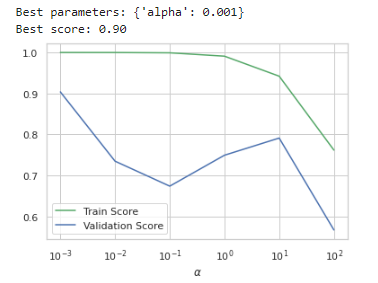 Best parameters: {'alpha': 0.001}
Best score: 0.90
1.0
0.9
0.8
0.7
0.6
Train Score
Validation Score
10⁻³ 10⁻² 10⁻¹ 10⁰ 10¹ 10²
α